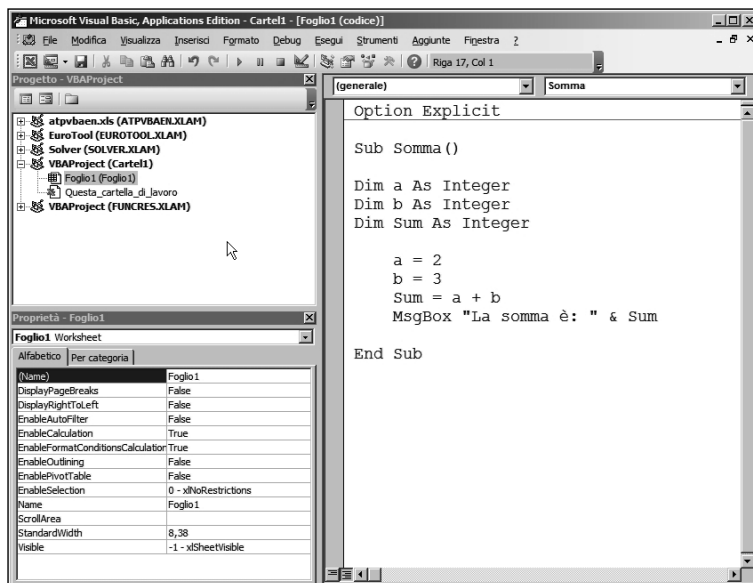 Microsoft Visual Basic, Applications Edition - Cartel1 - [Foglio1 (codice)]
File Modifica Visualizza Inserisci Formato Debug Esegui Strumenti Aggiunte Finestra ?
Riga 17, Col 1
Progetto - VBAProject
atpvbaen.xls (ATPVBAEN.XLAM)
EuroTool (EUROTOOL.XLAM)
Solver (SOLVER.XLAM)
VBAProject (Cartel1)
Foglio1 (Foglio1)
Questa_cartella_di_lavoro
VBAProject (FUNCRES.XLAM)
Proprietà - Foglio1
Foglio1 Worksheet
Alfabetico Per categoria
(Name) Foglio1
DisplayPageBreaks False
DisplayRightToLeft False
EnableAutoFilter False
EnableCalculation True
EnableFormatConditionsCalculation True
EnableOutlining False
EnablePivotTable False
EnableSelection 0 - xlNoRestrictions
Name Foglio1
ScrollArea
StandardWidth 8,38
Visible -1 - xlSheetVisible
(generale) Somma
Option Explicit
Sub Somma()
Dim a As Integer
Dim b As Integer
Dim Sum As Integer
a = 2
b = 3
Sum = a + b
MsgBox "La somma è: " & Sum
End Sub